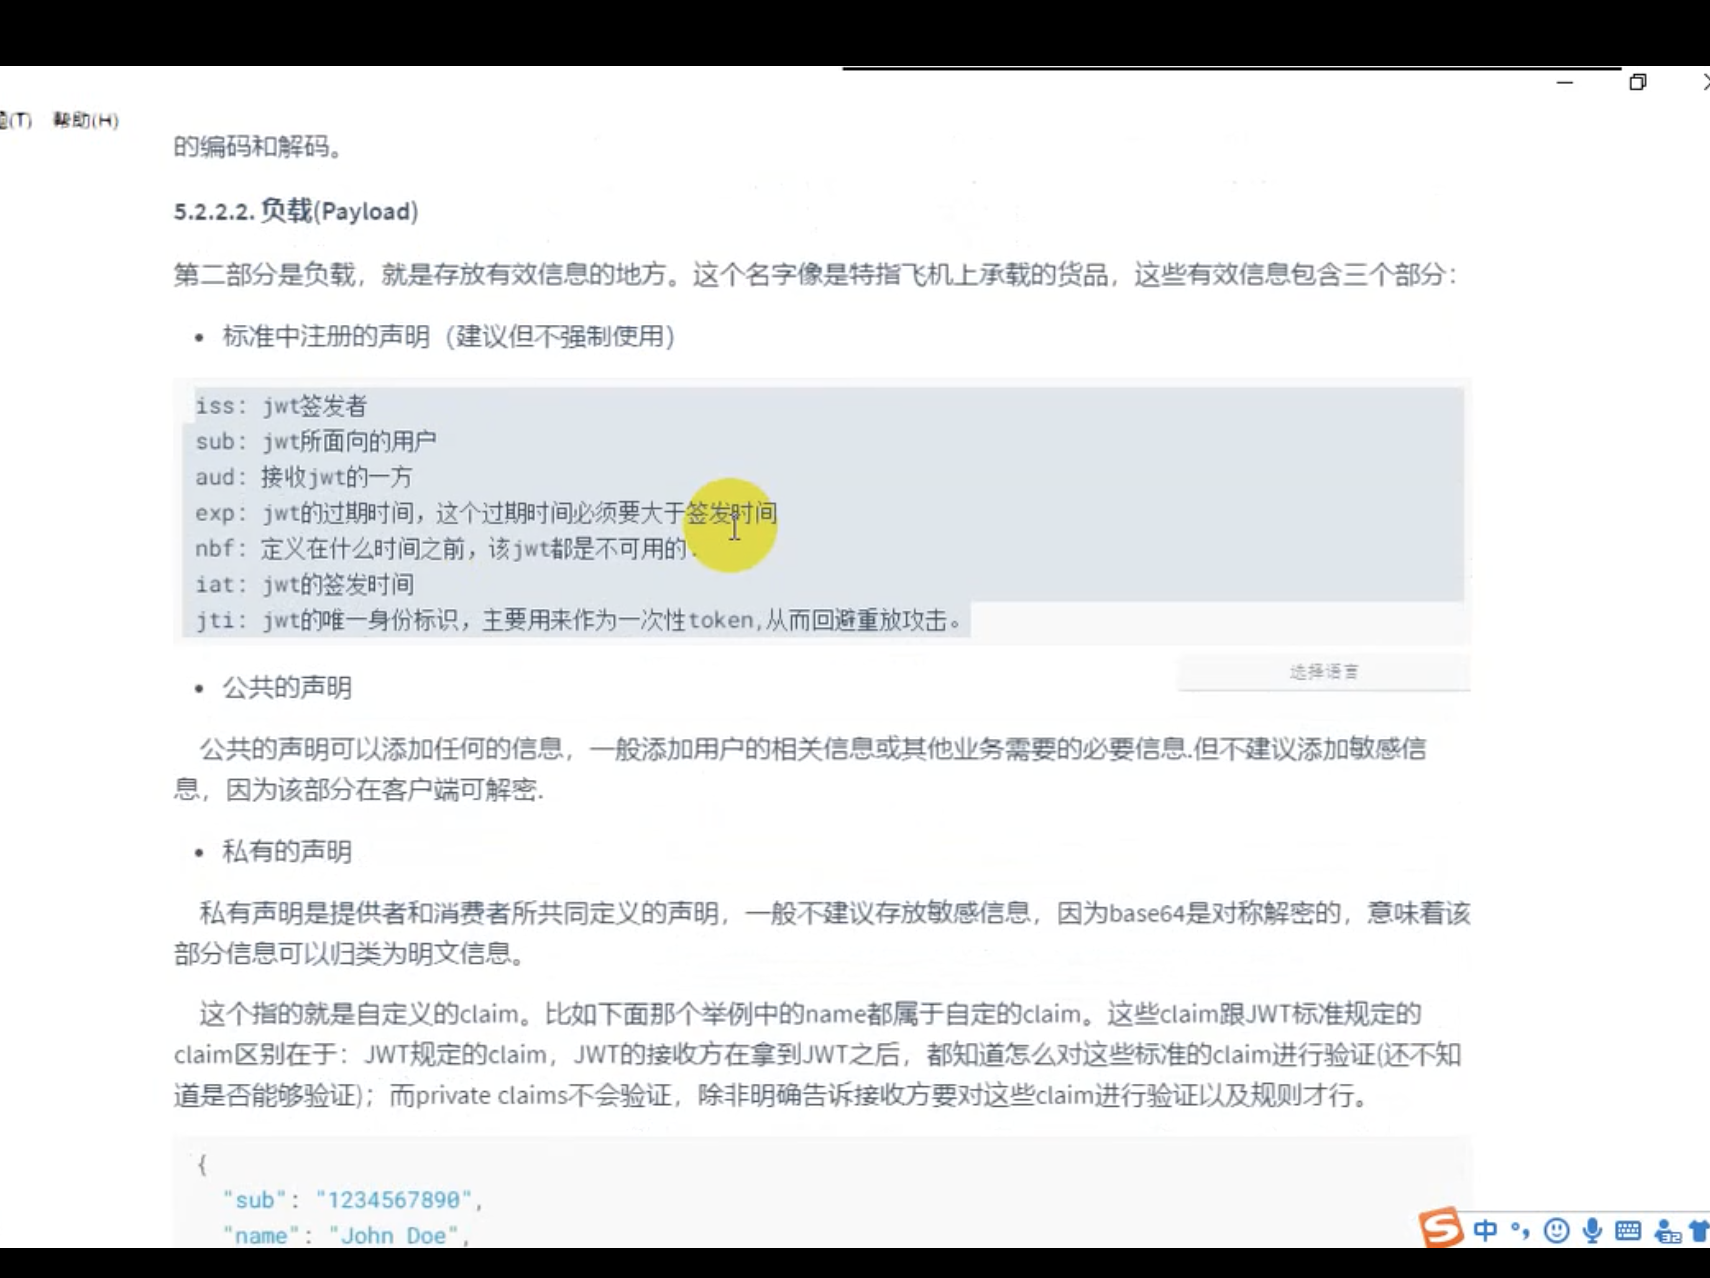 (T) 帮助(H)
的编码和解码。
5.2.2.2. 负载(Payload)
第二部分是负载，就是存放有效信息的地方。这个名字像是特指飞机上承载的货品，这些有效信息包含三个部分：
• 标准中注册的声明（建议但不强制使用）
iss: jwt签发者
sub: jwt所面向的用户
aud: 接收jwt的一方
exp: jwt的过期时间，这个过期时间必须要大于签发时间
nbf: 定义在什么时间之前，该jwt都是不可用的.
iat: jwt的签发时间
jti: jwt的唯一身份标识，主要用来作为一次性token,从而回避重放攻击。
选择语言
• 公共的声明
公共的声明可以添加任何的信息，一般添加用户的相关信息或其他业务需要的必要信息.但不建议添加敏感信
息，因为该部分在客户端可解密.
• 私有的声明
私有声明是提供者和消费者所共同定义的声明，一般不建议存放敏感信息，因为base64是对称解密的，意味着该
部分信息可以归类为明文信息。
这个指的就是自定义的claim。比如下面那个举例中的name都属于自定的claim。这些claim跟JWT标准规定的
claim区别在于：JWT规定的claim，JWT的接收方在拿到JWT之后，都知道怎么对这些标准的claim进行验证(还不知
道是否能够验证)；而private claims不会验证，除非明确告诉接收方要对这些claim进行验证以及规则才行。
{
"sub": "1234567890",
"name": "John Doe",
中